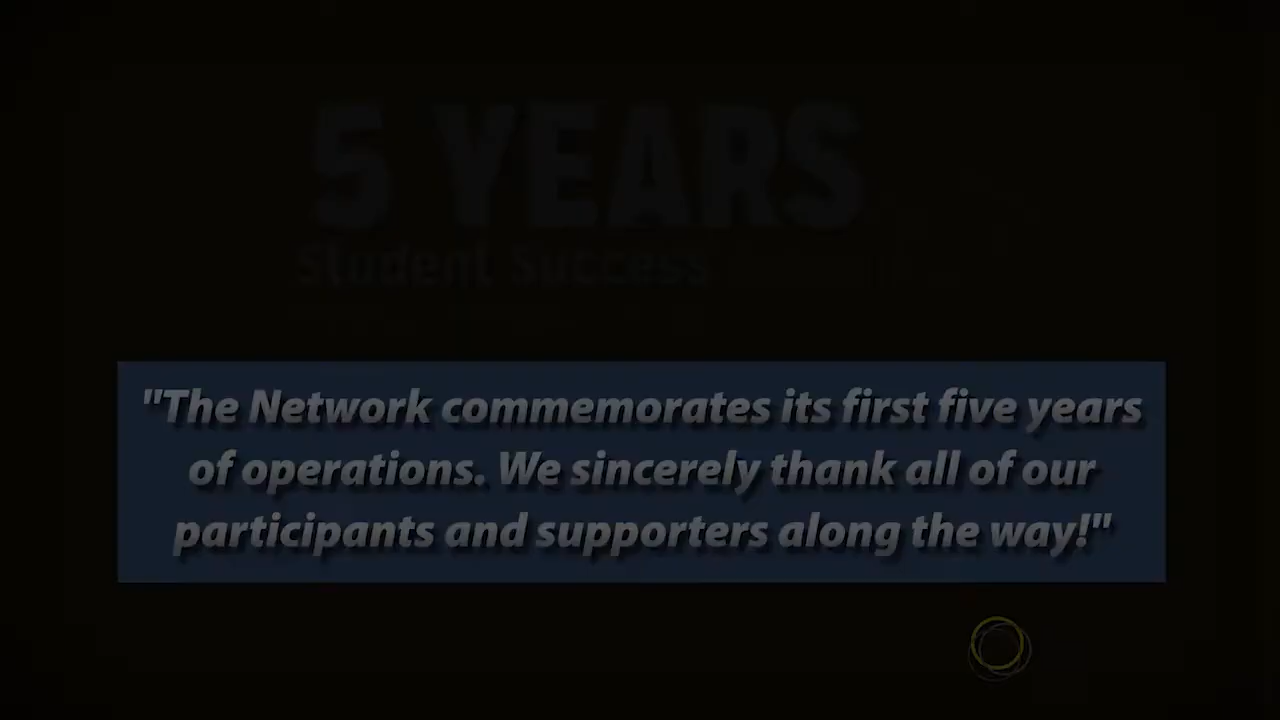 5 YEARS
Student Success
"The Network commemorates its first five years
of operations. We sincerely thank all of our
participants and supporters along the way!"